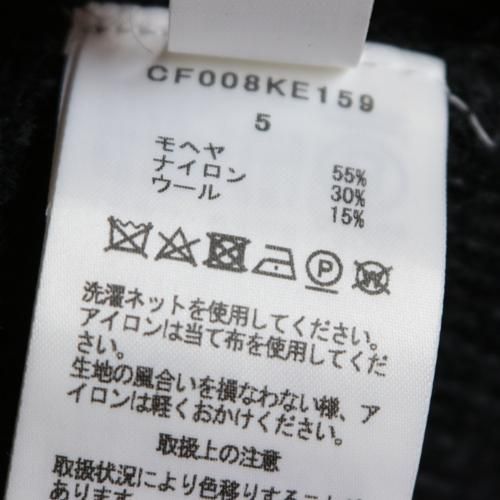 CF008KE159
5
モヘヤ 55%
ナイロン 30%
ウール 15%
P W
洗濯ネットを使用してください。
アイロンは当て布を使用してくだ
さい。
生地の風合いを損なわない様、ア
イロンは軽くおかけください。
取扱上の注意
取扱状況により色移りすることが
あります。